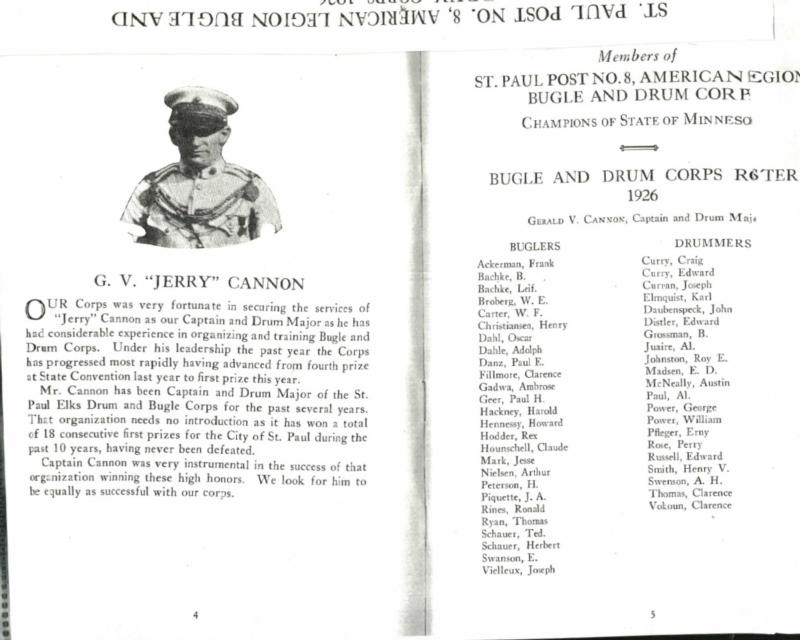 ST. PAUL POST NO. 8, AMERICAN LEGION BUGLE AND
G. V. "JERRY" CANNON
OUR Corps was very fortunate in securing the services of
"Jerry" Cannon as our Captain and Drum Major as he has
had considerable experience in organizing and training Bugle and
Drum Corps. Under his leadership the past year the Corps
has progressed most rapidly having advanced from fourth prize
at State Convention last year to first prize this year.
Mr. Cannon has been Captain and Drum Major of the St.
Paul Elks Drum and Bugle Corps for the past several years.
That organization needs no introduction as it has won a total
of 18 consecutive first prizes for the City of St. Paul during the
past 10 years, having never been defeated.
Captain Cannon was very instrumental in the success of that
organization winning these high honors. We look for him to
be equally as successful with our corps.
4
Members of
ST. PAUL POST NO. 8, AMERICAN EGION
BUGLE AND DRUM CORP
CHAMPIONS OF STATE OF MINNESO
BUGLE AND DRUM CORPS TER
1926
GERALD V. CANNON, Captain and Drum Maj
BUGLERS
Ackerman, Frank
Bachke, B.
Bachke, Leif.
Broberg, W. E.
Carter, W. F.
Christiansen, Henry
Dahl, Oscar
Dahle, Adolph
Danz, Paul E.
Fillmore, Clarence
Gadwa, Ambrose
Geer, Paul H.
Hackney, Harold
Hennessy, Howard
Hodder, Rex
Hounschell, Claude
Mark, Jesse
Nielsen, Arthur
Peterson, H.
Piquette, J. A.
Rines, Ronald
Ryan, Thomas
Schauer, Ted.
Schauer, Herbert
Swanson, E.
Vielleux, Joseph
DRUMMERS
Curry, Craig
Curry, Edward
Curran, Joseph
Elmquist, Karl
Daubenspeck, John
Distler, Edward
Grossman, B.
Juaire, Al.
Johnston, Roy E.
Madsen, E. D.
McNeally, Austin
Paul, Al.
Power, George
Power, William
Pfleger, Erny
Rose, Perry
Russell, Edward
Smith, Henry V.
Swenson, A. H.
Thomas, Clarence
Vokoun, Clarence
5